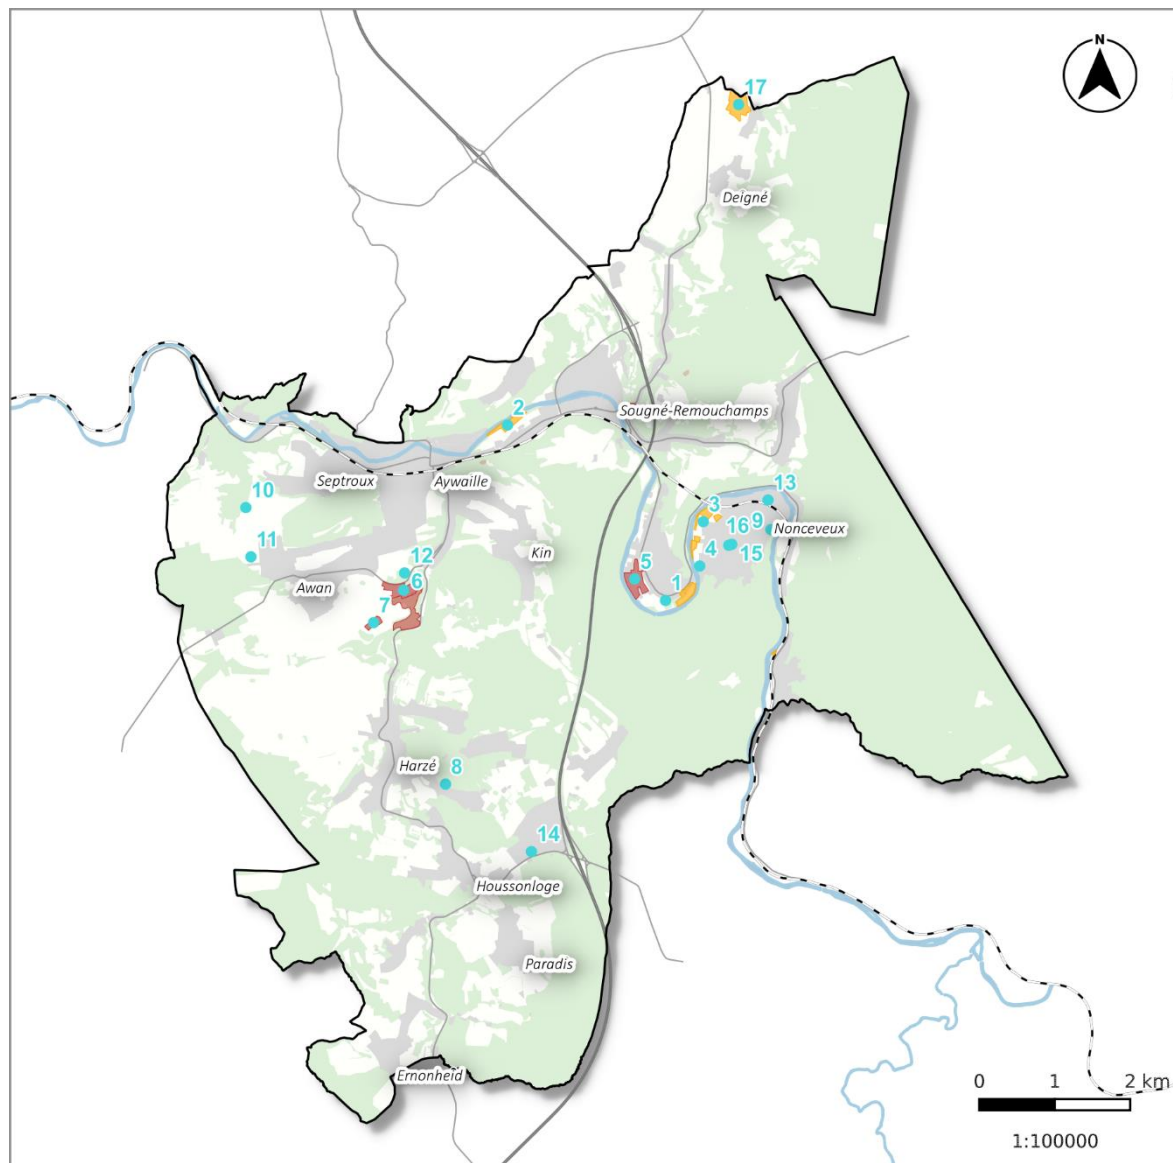 N
17
Deigné
2
Sougné-Remouchamps
Septroux
Aywaille
10
13
3
16
9
Nonceveux
11
Kin
4
15
12
5
Awan
6
1
7
Harzé
8
14
Houssonloge
Paradis
Ernonheid
0 1 2 km
1:100000